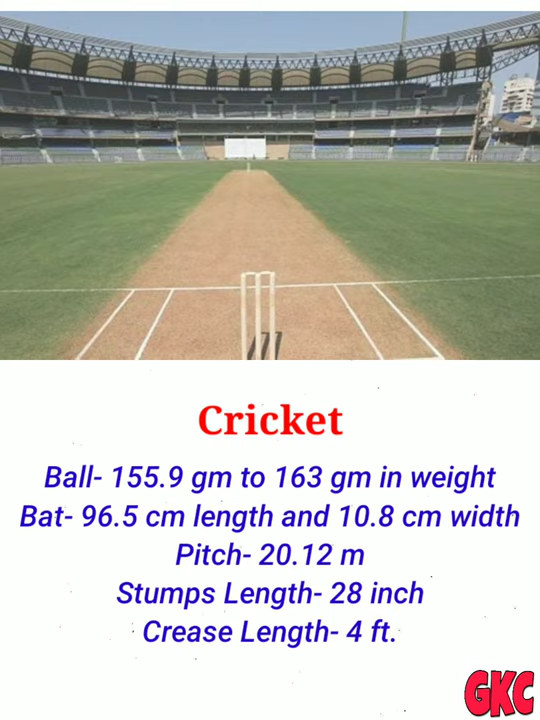 Cricket
Ball- 155.9 gm to 163 gm in weight
Bat- 96.5 cm length and 10.8 cm width
Pitch- 20.12 m
Stumps Length- 28 inch
Crease Length- 4 ft.
GKC